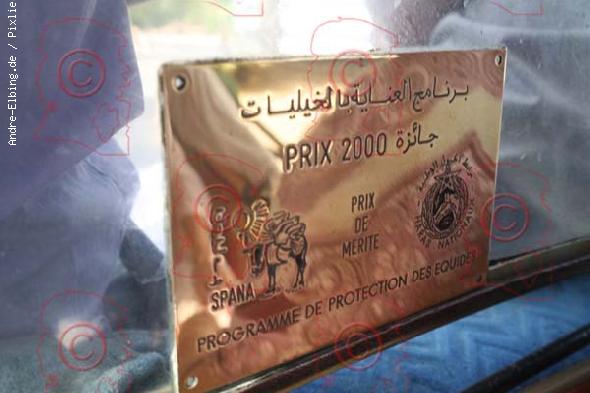 برنامج العناية بالخيليات
جائزة PRIX 2000
PRIX
DE
MERITE
S.PANA
HARAS NATIONAUX
PROGRAMME DE PROTECTION DES EQUIDES
Andre-Elbing.de / Pixlie